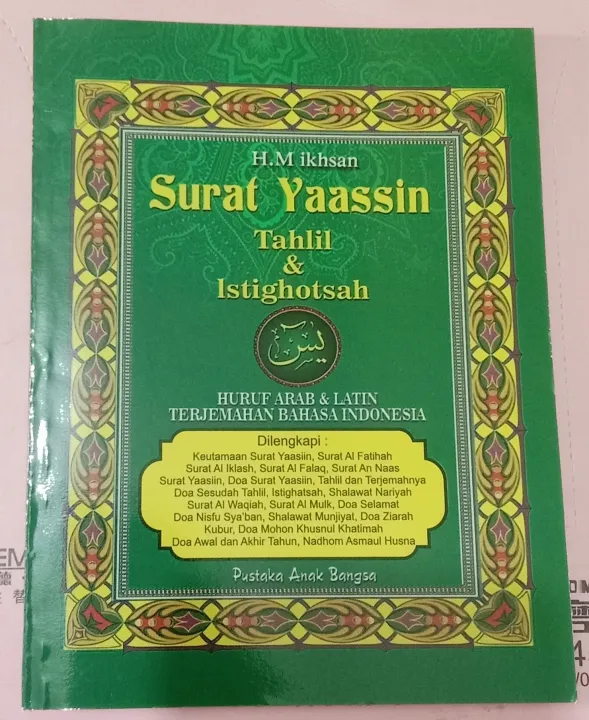 H.M ikhsan
Surat Yaassin
Tahlil
&
Istighotsah
يس
HURUF ARAB & LATIN
TERJEMAHAN BAHASA INDONESIA
Dilengkapi :
Keutamaan Surat Yaasiin, Surat Al Fatihah
Surat Al Iklash, Surat Al Falaq, Surat An Naas
Surat Yaasiin, Doa Surat Yaasiin, Tahlil dan Terjemahnya
Doa Sesudah Tahlil, Istighatsah, Shalawat Nariyah
Surat Al Waqiah, Surat Al Mulk, Doa Selamat
Doa Nisfu Sya'ban, Shalawat Munjiyat, Doa Ziarah
Kubur, Doa Mohon Khusnul Khatimah
Doa Awal dan Akhir Tahun, Nadhom Asmaul Husna
Pustaka Anak Bangsa